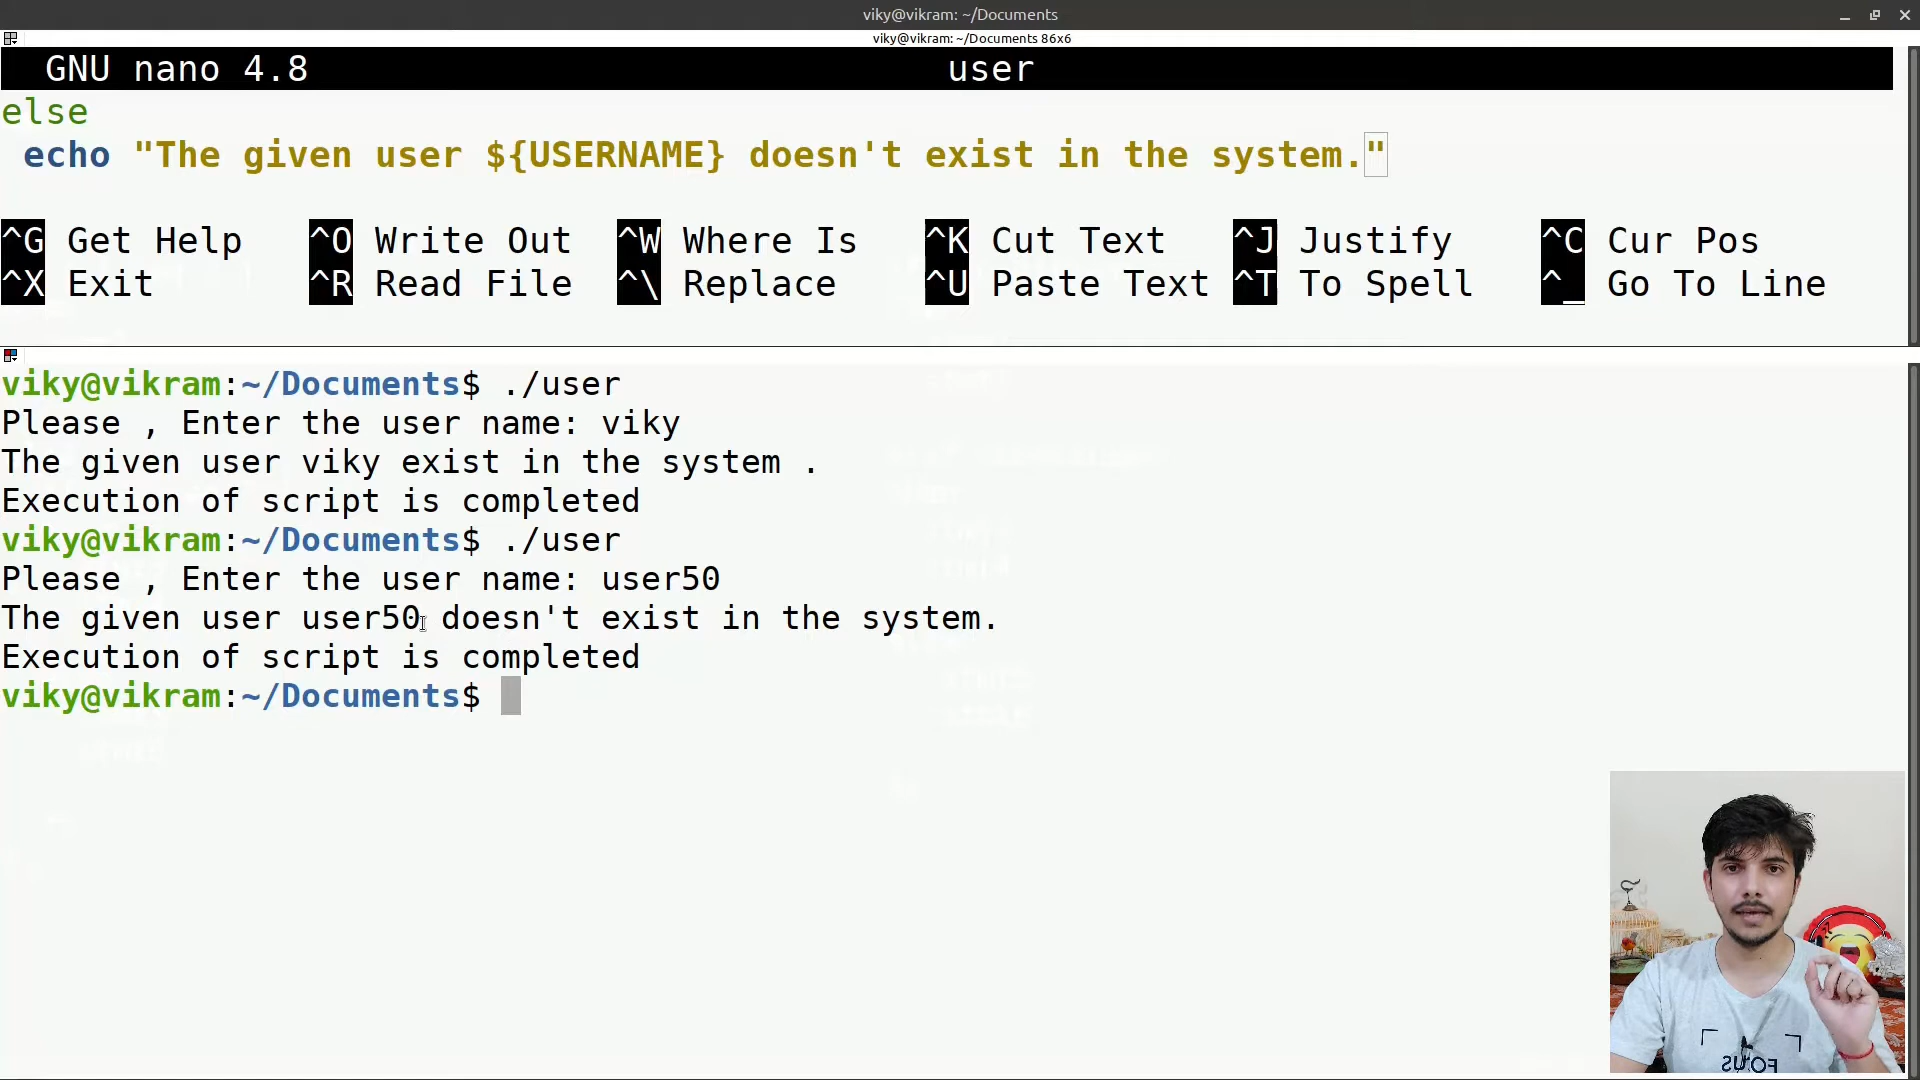 viky@vikram: ~/Documents
viky@vikram: ~/Documents 86x6
GNU nano 4.8 user
else
echo "The given user ${USERNAME} doesn't exist in the system."
^G Get Help ^O Write Out ^W Where Is ^K Cut Text ^J Justify ^C Cur Pos
^X Exit ^R Read File ^\ Replace ^U Paste Text ^T To Spell ^_ Go To Line
viky@vikram:~/Documents$ ./user
Please , Enter the user name: viky
The given user viky exist in the system .
Execution of script is completed
viky@vikram:~/Documents$ ./user
Please , Enter the user name: user50
The given user user50 doesn't exist in the system.
Execution of script is completed
viky@vikram:~/Documents$